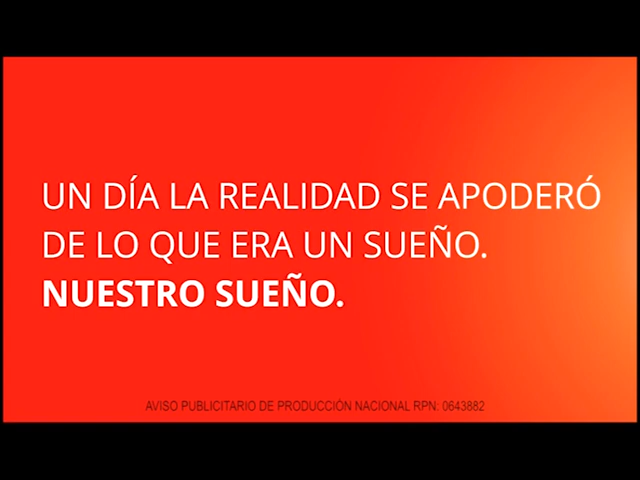 UN DÍA LA REALIDAD SE APODERÓ
DE LO QUE ERA UN SUEÑO.
NUESTRO SUEÑO.
AVISO PUBLICITARIO DE PRODUCCIÓN NACIONAL RPN: 0643882